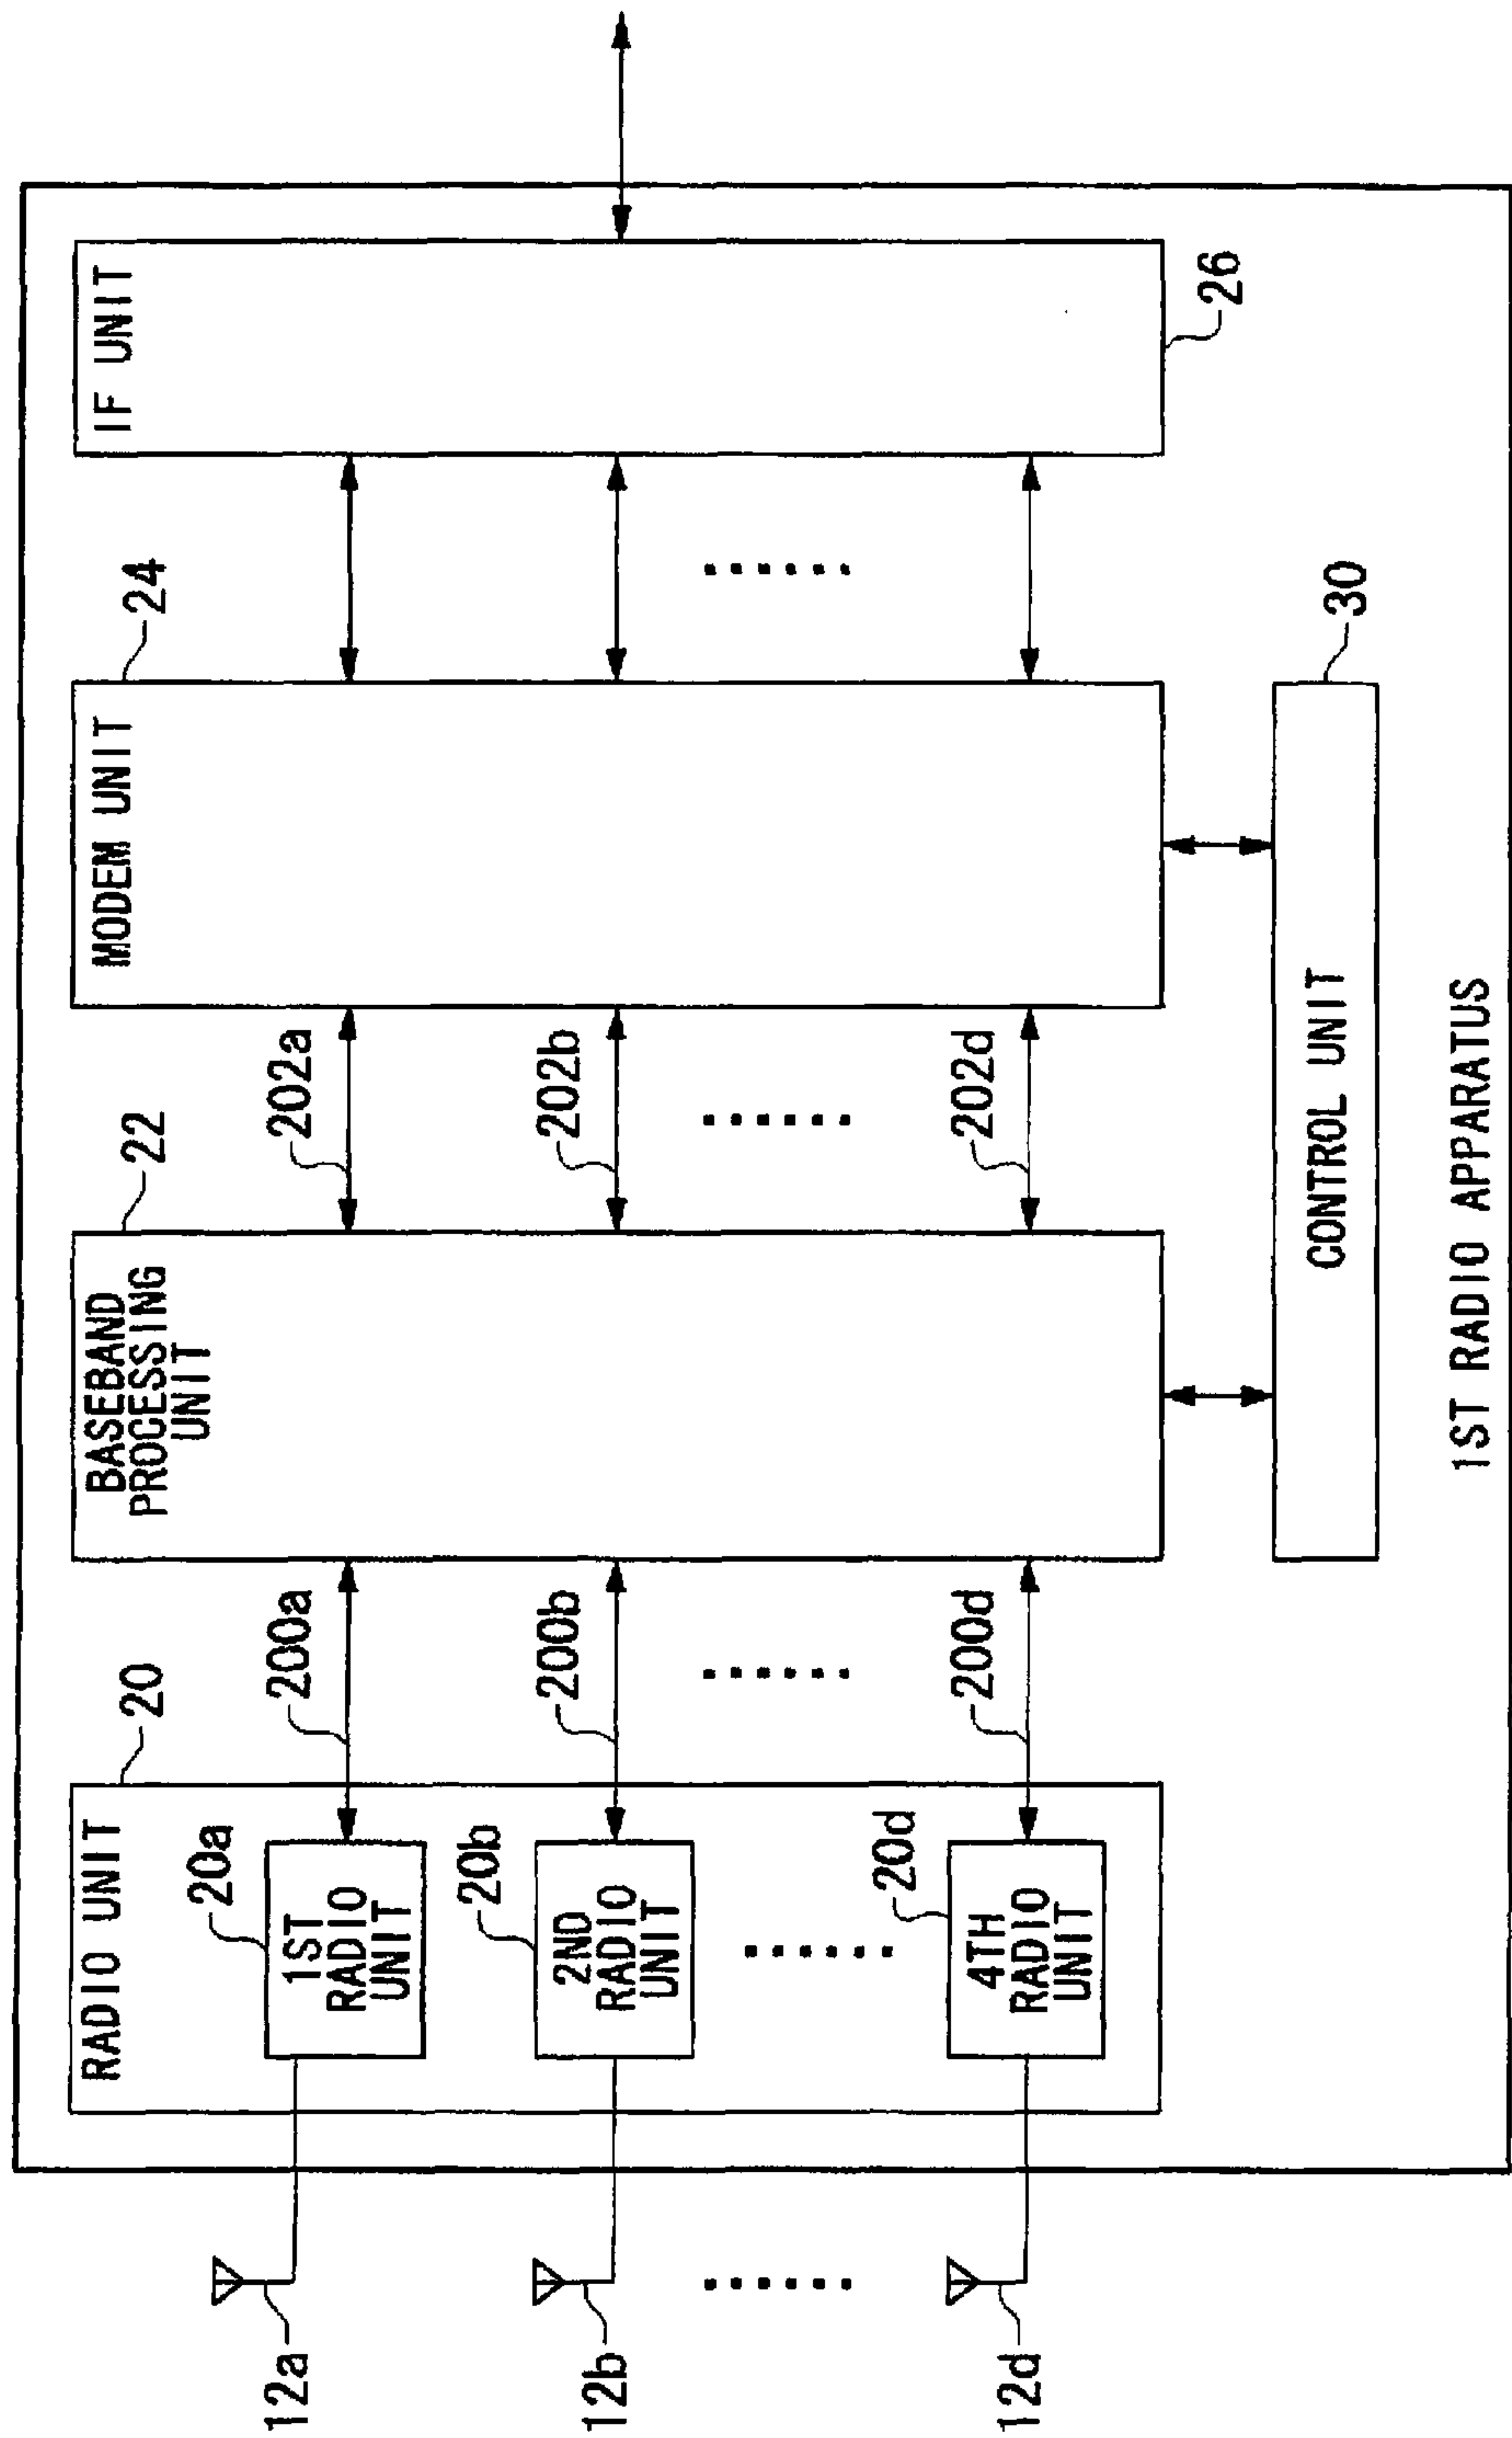 20
22
24
RADIO UNIT
BASEBAND
PROCESSING
UNIT
MODEM UNIT
IF UNIT
12a
20a
1ST
RADIO
UNIT
200a
202a
12b
20b
2ND
RADIO
UNIT
200b
202b
12d
20d
4TH
RADIO
UNIT
200d
202d
26
CONTROL UNIT
30
1ST RADIO APPARATUS